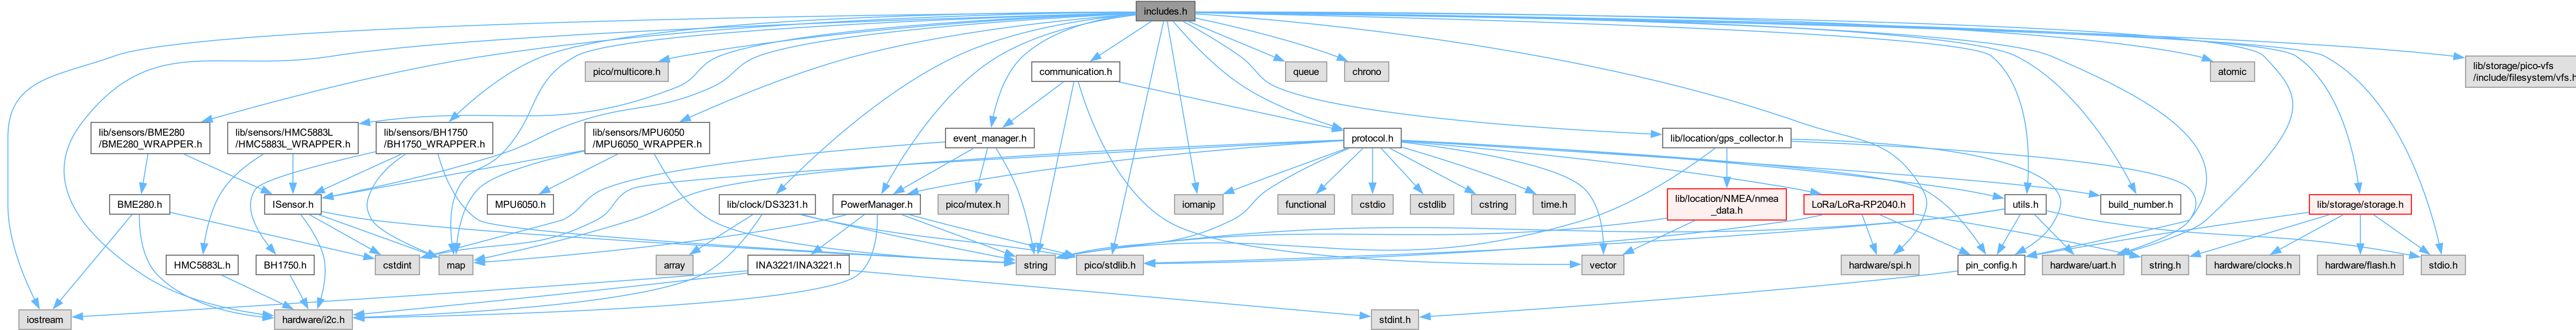 includes.h
lib/storage/pico-vfs
/include/filesystem/vfs.h
pico/multicore.h
communication.h
queue
chrono
atomic
lib/sensors/BME280
/BME280_WRAPPER.h
lib/sensors/HMC5883L
/HMC5883L_WRAPPER.h
lib/sensors/BH1750
/BH1750_WRAPPER.h
lib/sensors/MPU6050
/MPU6050_WRAPPER.h
event_manager.h
protocol.h
lib/location/gps_collector.h
BME280.h
ISensor.h
MPU6050.h
lib/clock/DS3231.h
PowerManager.h
pico/mutex.h
iomanip
functional
cstdio
cstdlib
cstring
time.h
lib/location/NMEA/nmea
_data.h
LoRa/LoRa-RP2040.h
utils.h
build_number.h
lib/storage/storage.h
HMC5883L.h
BH1750.h
cstdint
map
array
INA3221/INA3221.h
string
pico/stdlib.h
vector
hardware/spi.h
pin_config.h
hardware/uart.h
string.h
hardware/clocks.h
hardware/flash.h
stdio.h
iostream
hardware/i2c.h
stdint.h